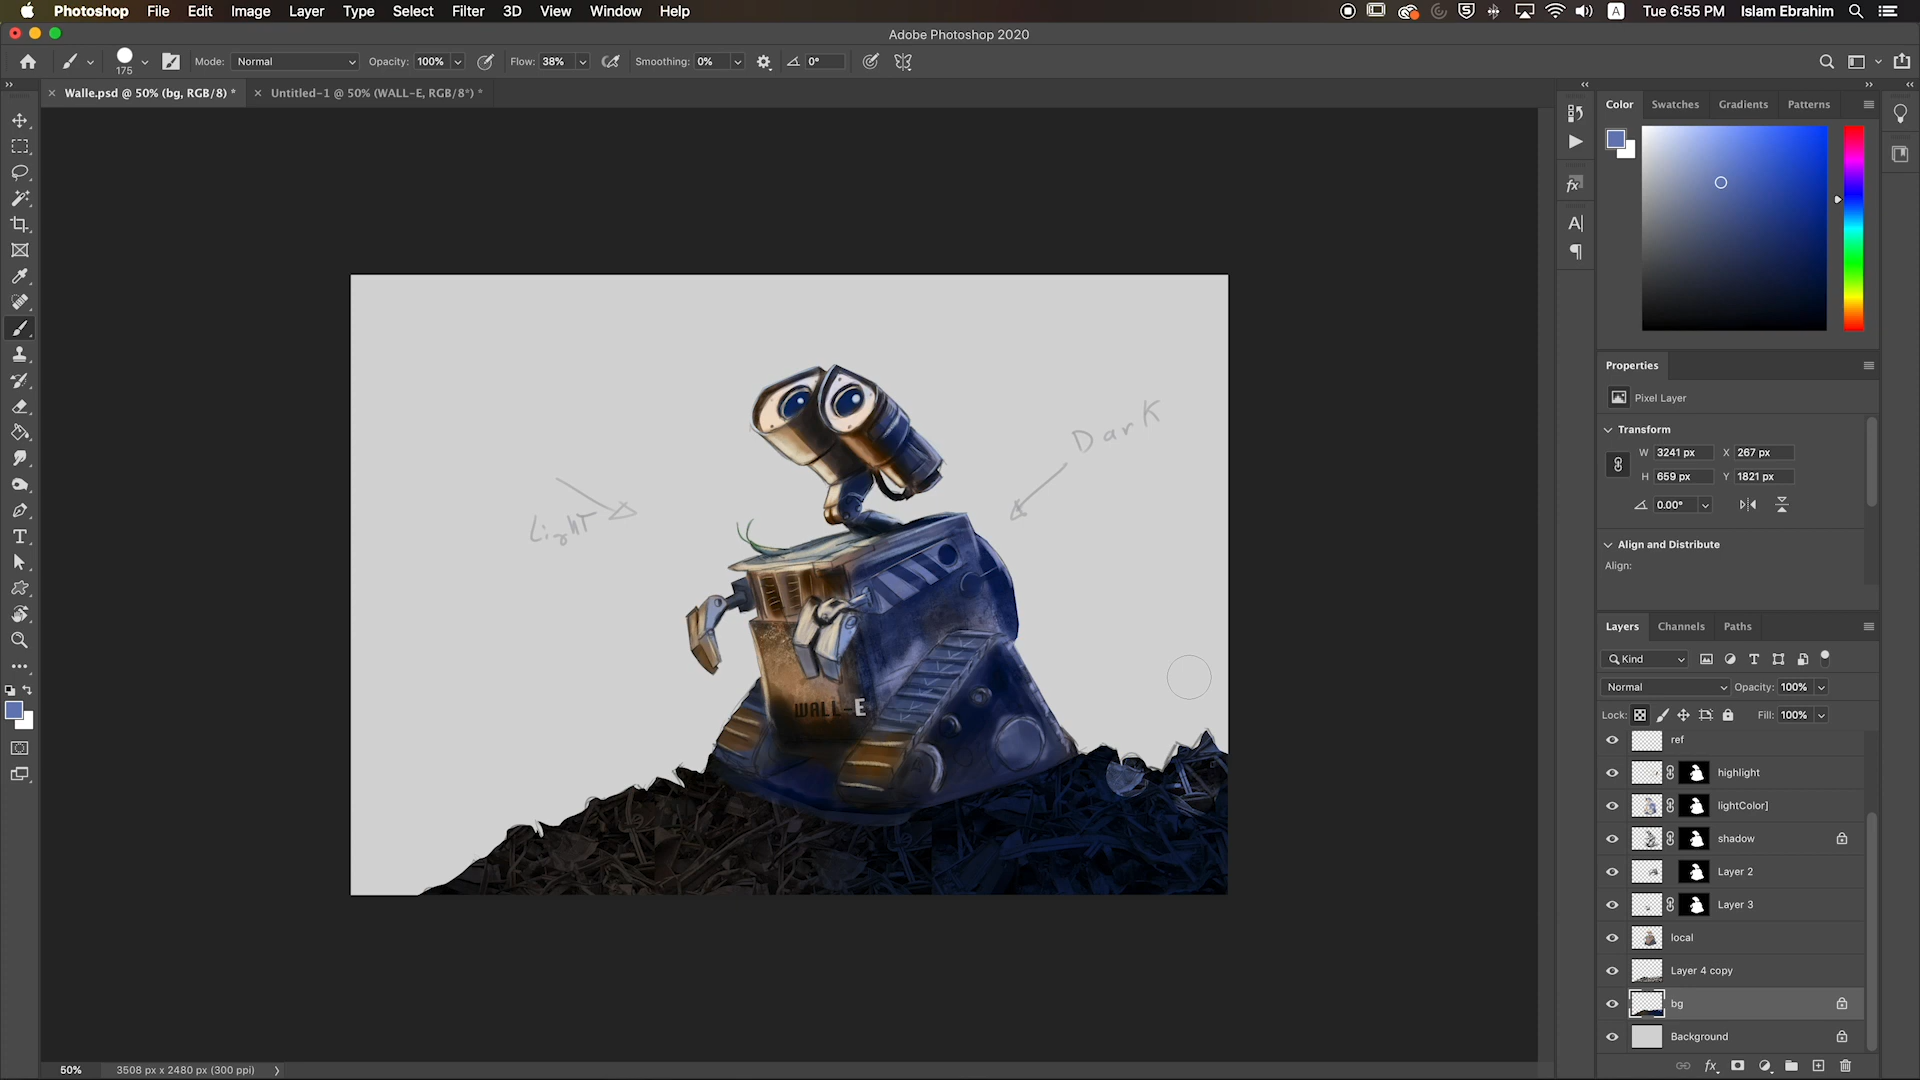 Photoshop File Edit Image Layer Type Select Filter 3D View Window Help
A Tue 6:55 PM Islam Ebrahim
Adobe Photoshop 2020
175 Mode: Normal Opacity: 100% Flow: 38% Smoothing: 0% 0°
Walle.psd @ 50% (bg, RGB/8) * Untitled-1 @ 50% (WALL-E, RGB/8*) *
Color Swatches Gradients Patterns
Properties
Pixel Layer
Transform
W 3241 px X 267 px
H 659 px Y 1821 px
0.00°
Align and Distribute
Align:
Dark
Light
WALL-E
Layers Channels Paths
Kind
Normal Opacity: 100%
Lock: Fill: 100%
ref
highlight
lightColor]
shadow
Layer 2
Layer 3
local
Layer 4 copy
bg
Background
50% 3508 px x 2480 px (300 ppi)